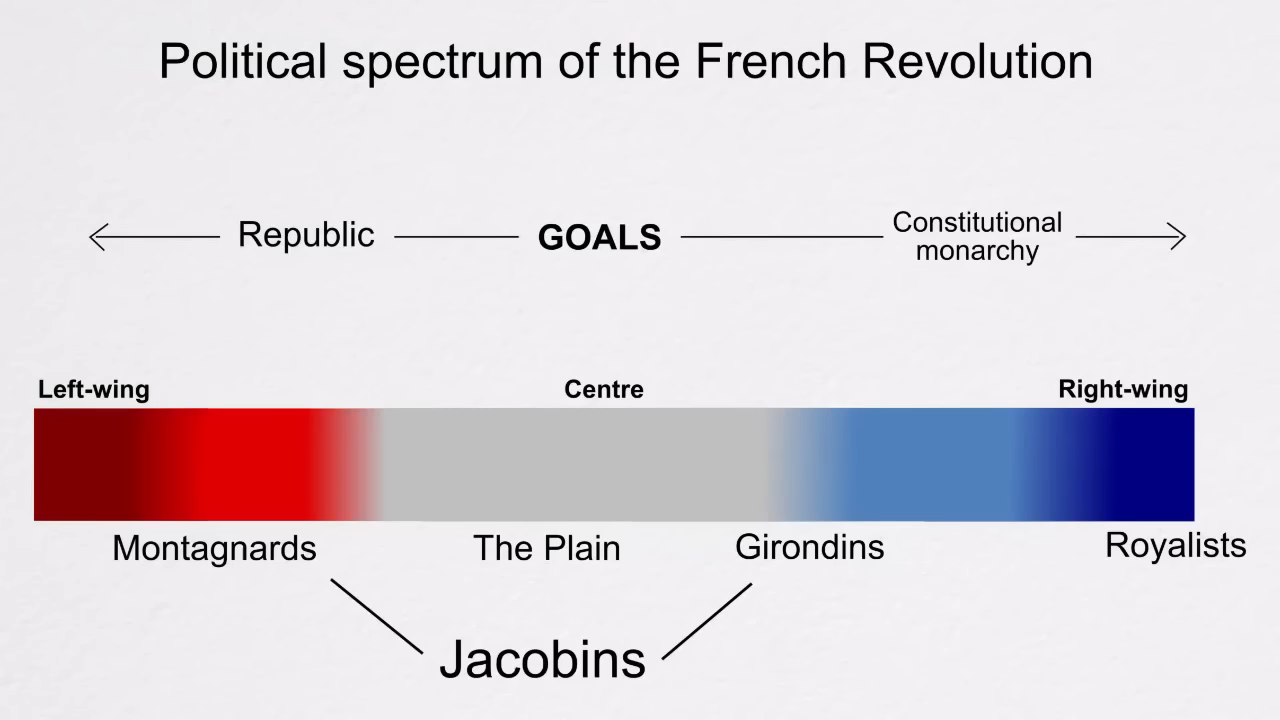 Political spectrum of the French Revolution
Republic
GOALS
Constitutional
monarchy
Left-wing
Centre
Right-wing
Montagnards
The Plain
Girondins
Royalists
Jacobins